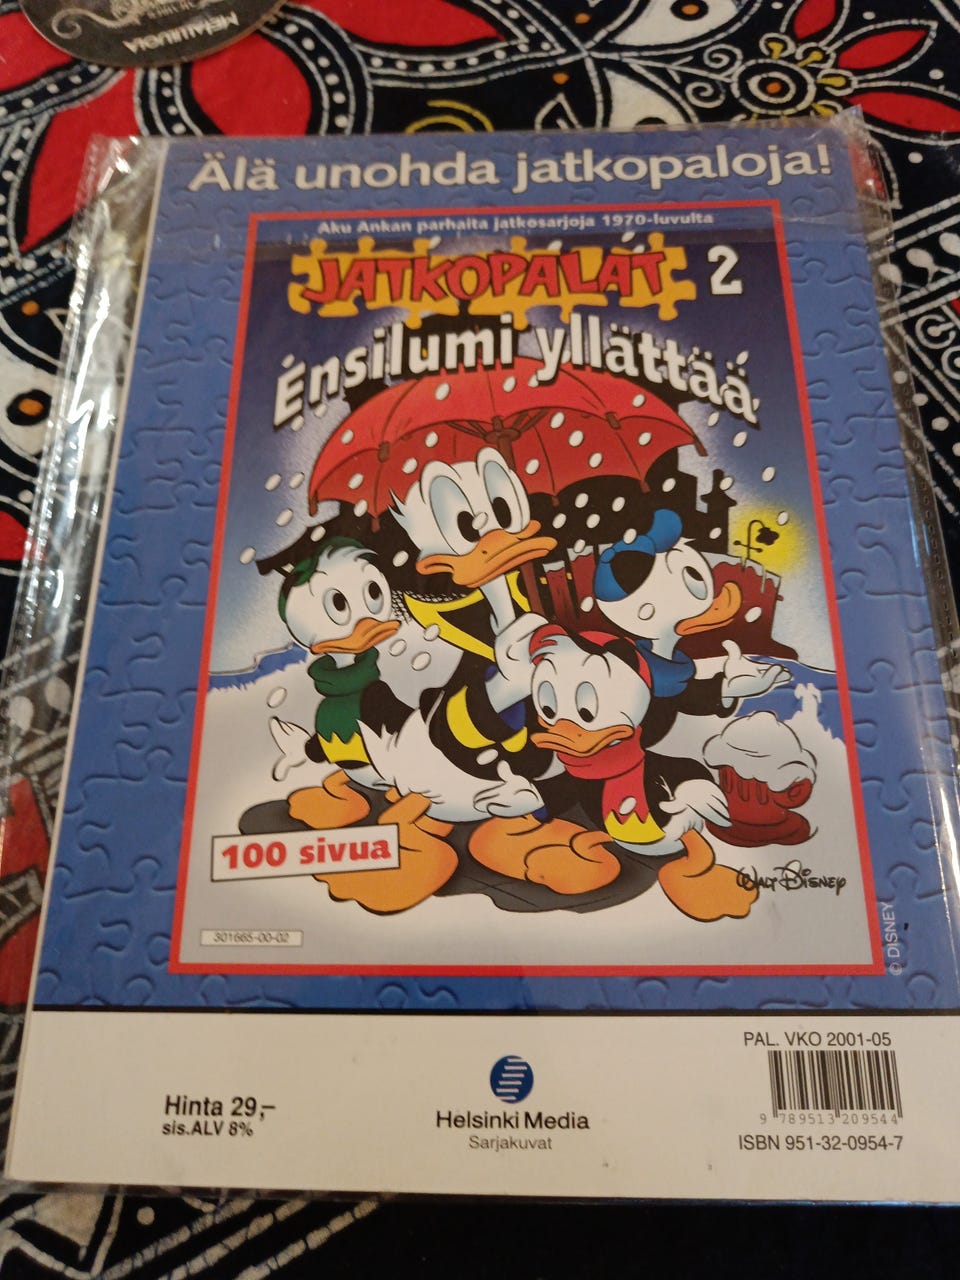 METALLILUOLA
Älä unohda jatkopaloja!
Aku Ankan parhaita jatkosarjoja 1970-luvulta
JATKOPALAT 2
Ensilumi yllättää
100 sivua
WALT DISNEY
301665-00-02
© DISNEY
PAL. VKO 2001-05
Hinta 29,–
sis.ALV 8%
Helsinki Media
Sarjakuvat
9 789513 209544
ISBN 951-32-0954-7